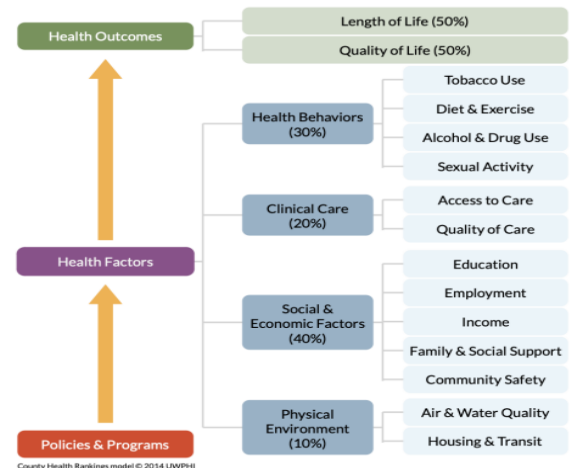 Health Outcomes
Length of Life (50%)
Quality of Life (50%)
Health Factors
Health Behaviors
(30%)
Tobacco Use
Diet & Exercise
Alcohol & Drug Use
Sexual Activity
Clinical Care
(20%)
Access to Care
Quality of Care
Social &
Economic Factors
(40%)
Education
Employment
Income
Family & Social Support
Community Safety
Physical
Environment
(10%)
Air & Water Quality
Housing & Transit
Policies & Programs
County Health Rankings model © 2014 UWPHI